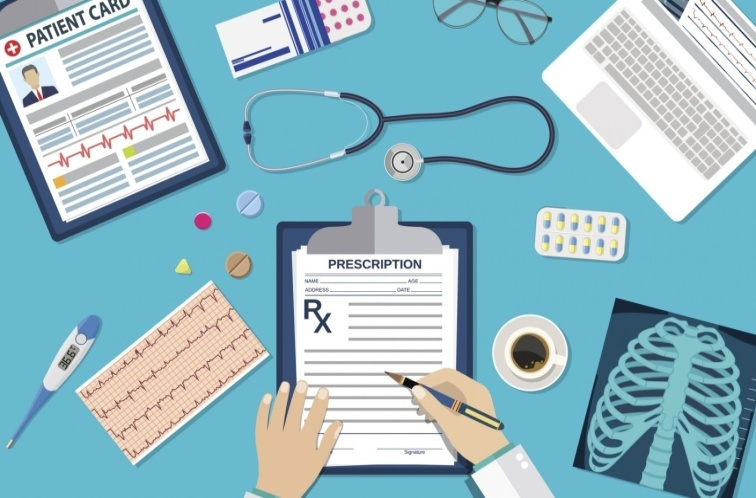 PATIENT CARD
36.6°
PRESCRIPTION
NAME AGE
ADDRESS DATE
Rx
Signature